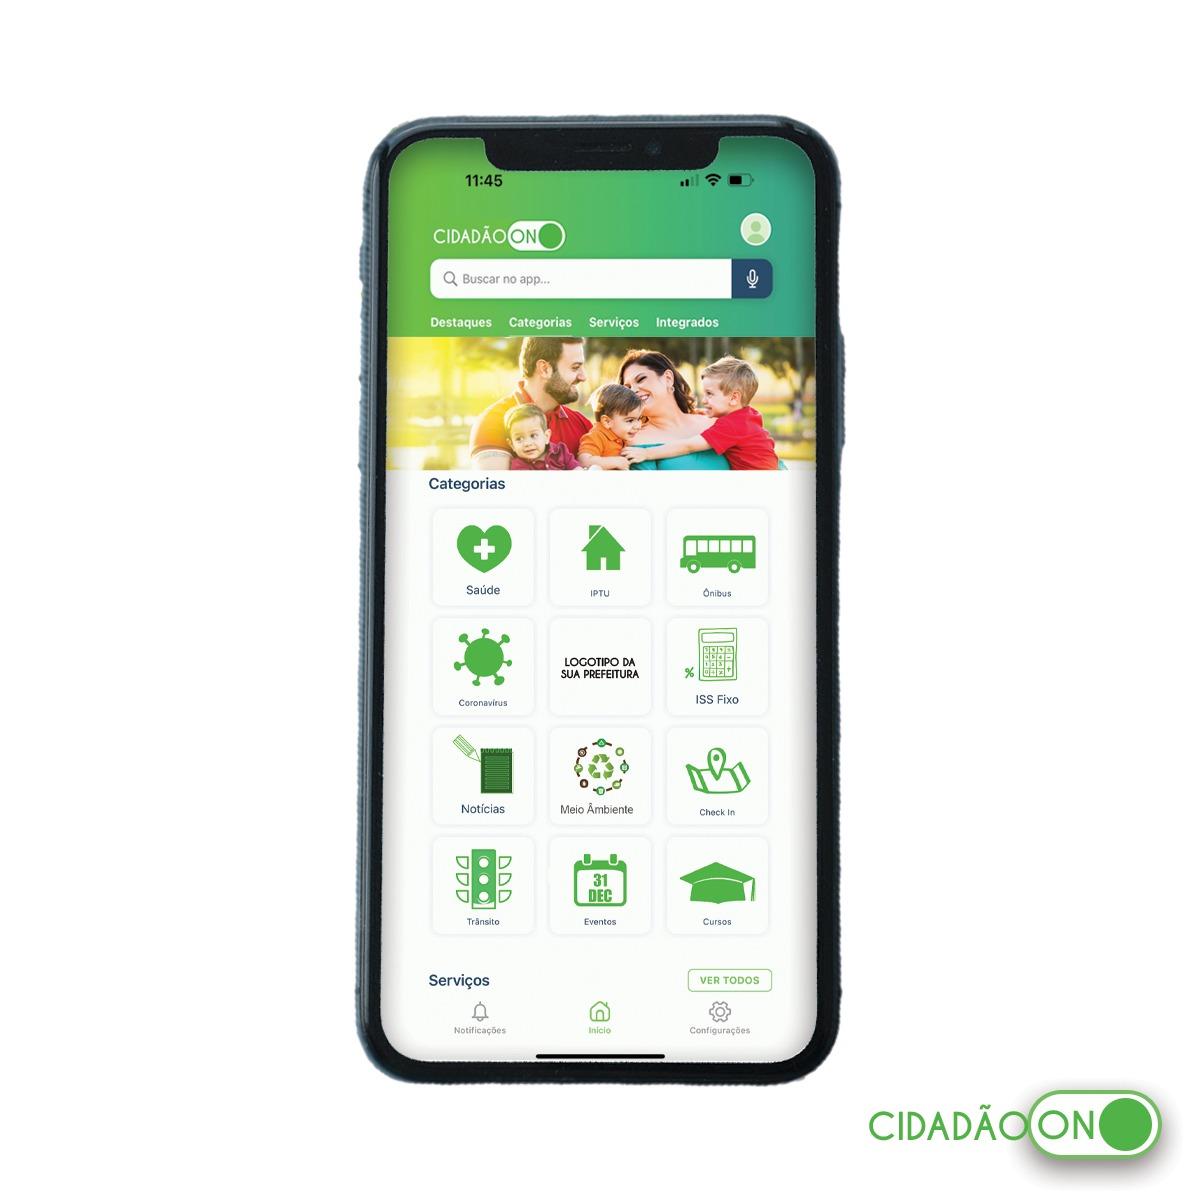 11:45
CIDADÃO ON
Buscar no app...
Destaques Categorias Serviços Integrados
Categorias
Saúde IPTU Ônibus
Coronavírus
LOGOTIPO DA
SUA PREFEITURA
%
ISS Fixo
Notícias Meio Âmbiente Check In
31
DEC
Trânsito Eventos Cursos
Serviços VER TODOS
Notificações Início Configurações
CIDADÃO ON